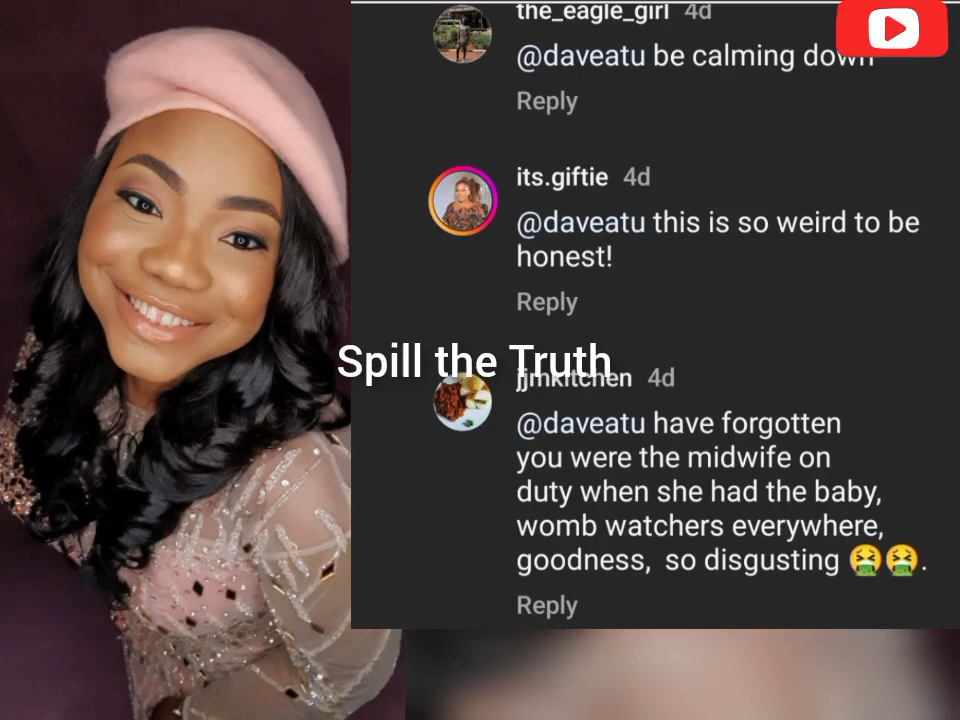 the_eagle_girl 4d
@daveatu be calming down
Reply
its.giftie 4d
@daveatu this is so weird to be
honest!
Reply
Spill the Truth
jjmkitchen 4d
@daveatu have forgotten
you were the midwife on
duty when she had the baby,
womb watchers everywhere,
goodness, so disgusting 🤮🤮.
Reply